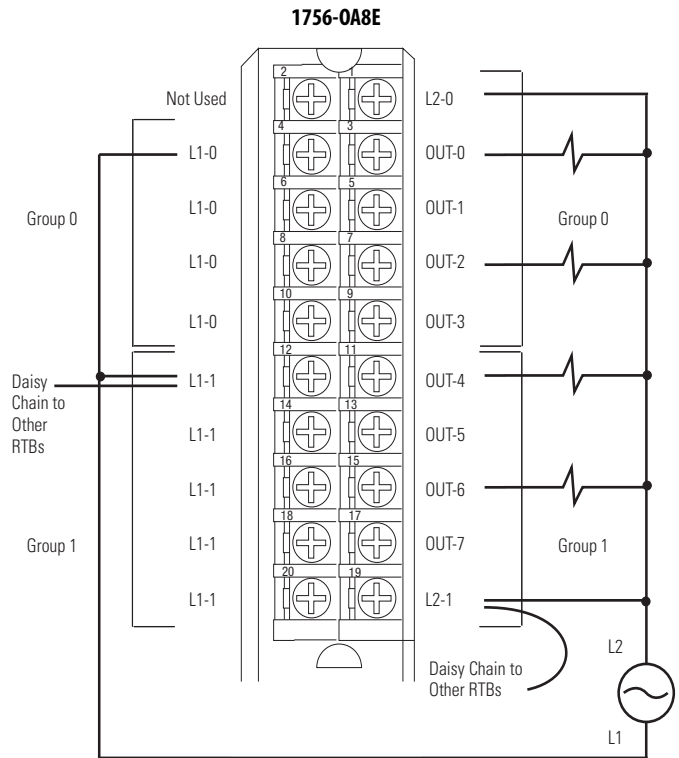 1756-OA8E
2 1
Not Used L2-0
4 3
L1-0 OUT-0
6 5
Group 0 L1-0 OUT-1 Group 0
8 7
L1-0 OUT-2
10 9
L1-0 OUT-3
12 11
L1-1 OUT-4
Daisy
Chain to
Other
RTBs
14 13
L1-1 OUT-5
16 15
L1-1 OUT-6
18 17
Group 1 L1-1 OUT-7 Group 1
20 19
L1-1 L2-1
L2
Daisy Chain to
Other RTBs
L1